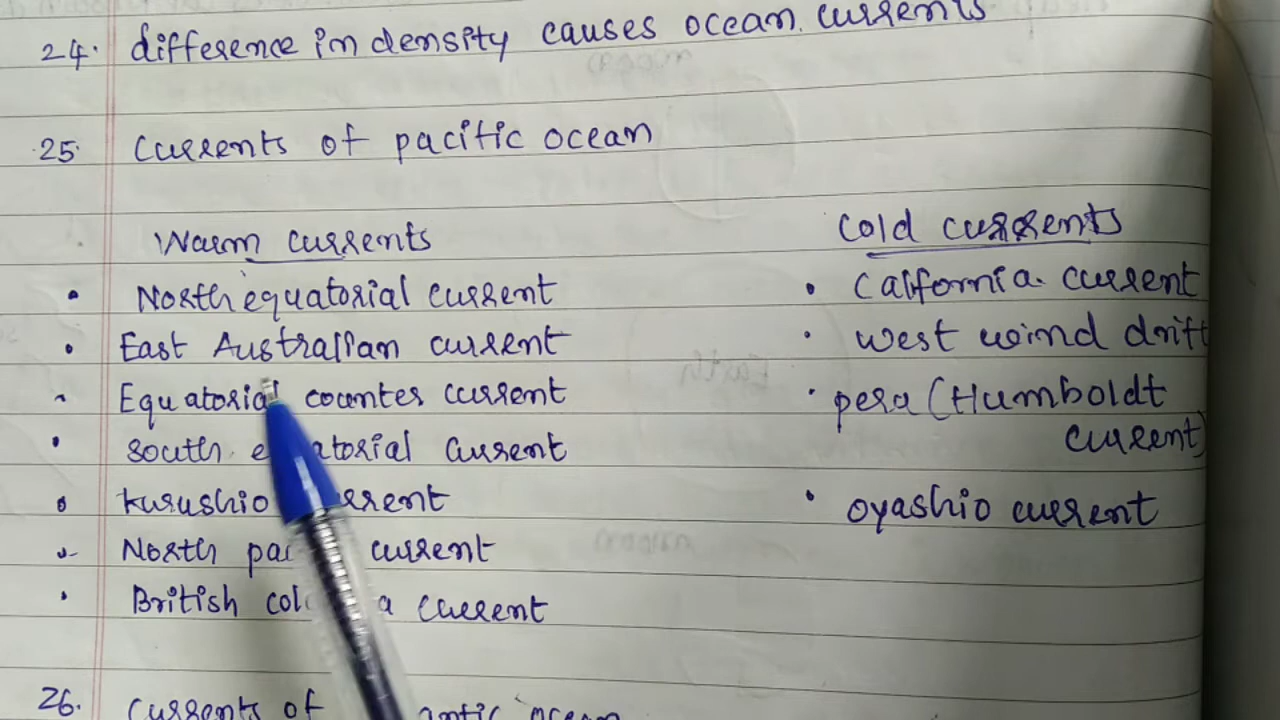 24. difference in density causes ocean currents
25. Currents of pacific ocean
Warm currents
• North equatorial current
• East Australian current
• Equatorial counter current
• south current
• kurushio
• North current
• British current
Cold currents
• California current
• west wind drift
• peru (Humboldt
current)
• oyashio current
26. Currents of ocean